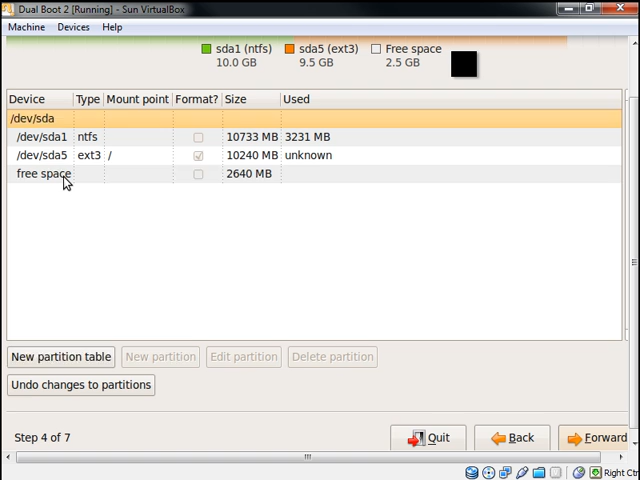 Dual Boot 2 [Running] - Sun VirtualBox
Machine Devices Help
sda1 (ntfs) sda5 (ext3) Free space
10.0 GB 9.5 GB 2.5 GB
Device Type Mount point Format? Size Used
/dev/sda
/dev/sda1 ntfs 10733 MB 3231 MB
/dev/sda5 ext3 / 10240 MB unknown
free space 2640 MB
New partition table New partition Edit partition Delete partition
Undo changes to partitions
Step 4 of 7 Quit Back Forward
Right Ctr